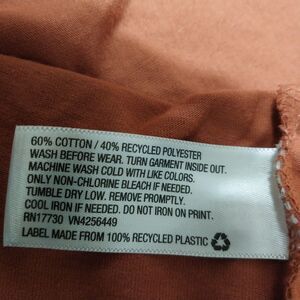 60% COTTON / 40% RECYCLED POLYESTER
WASH BEFORE WEAR. TURN GARMENT INSIDE OUT.
MACHINE WASH COLD WITH LIKE COLORS.
ONLY NON-CHLORINE BLEACH IF NEEDED.
TUMBLE DRY LOW. REMOVE PROMPTLY.
COOL IRON IF NEEDED. DO NOT IRON ON PRINT.
RN17730 VN4256449
LABEL MADE FROM 100% RECYCLED PLASTIC